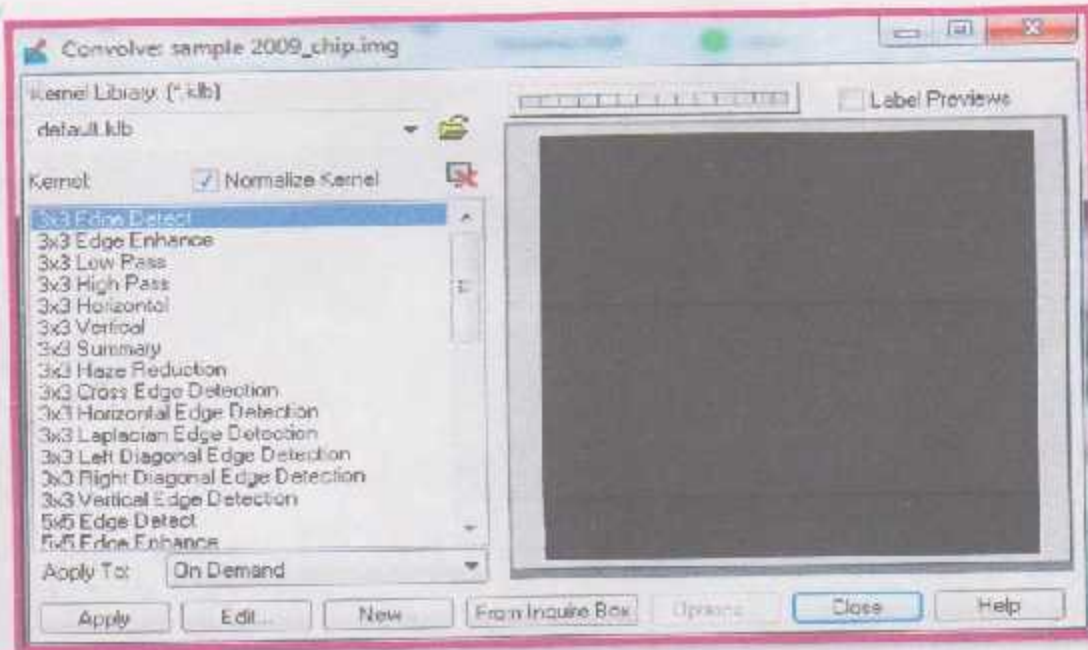 Convolve: sample 2009_chip.img
Kernel Library: (*.klb)
Label Previews
default.klb
Kernel:
Normalize Kernel
3x3 Edge Detect
3x3 Edge Enhance
3x3 Low Pass
3x3 High Pass
3x3 Horizontal
3x3 Vertical
3x3 Summary
3x3 Haze Reduction
3x3 Cross Edge Detection
3x3 Horizontal Edge Detection
3x3 Laplacian Edge Detection
3x3 Left Diagonal Edge Detection
3x3 Right Diagonal Edge Detection
3x3 Vertical Edge Detection
5x5 Edge Detect
5x5 Edge Enhance
Apply To: On Demand
Apply Edit... New... From Inquire Box Options... Close Help